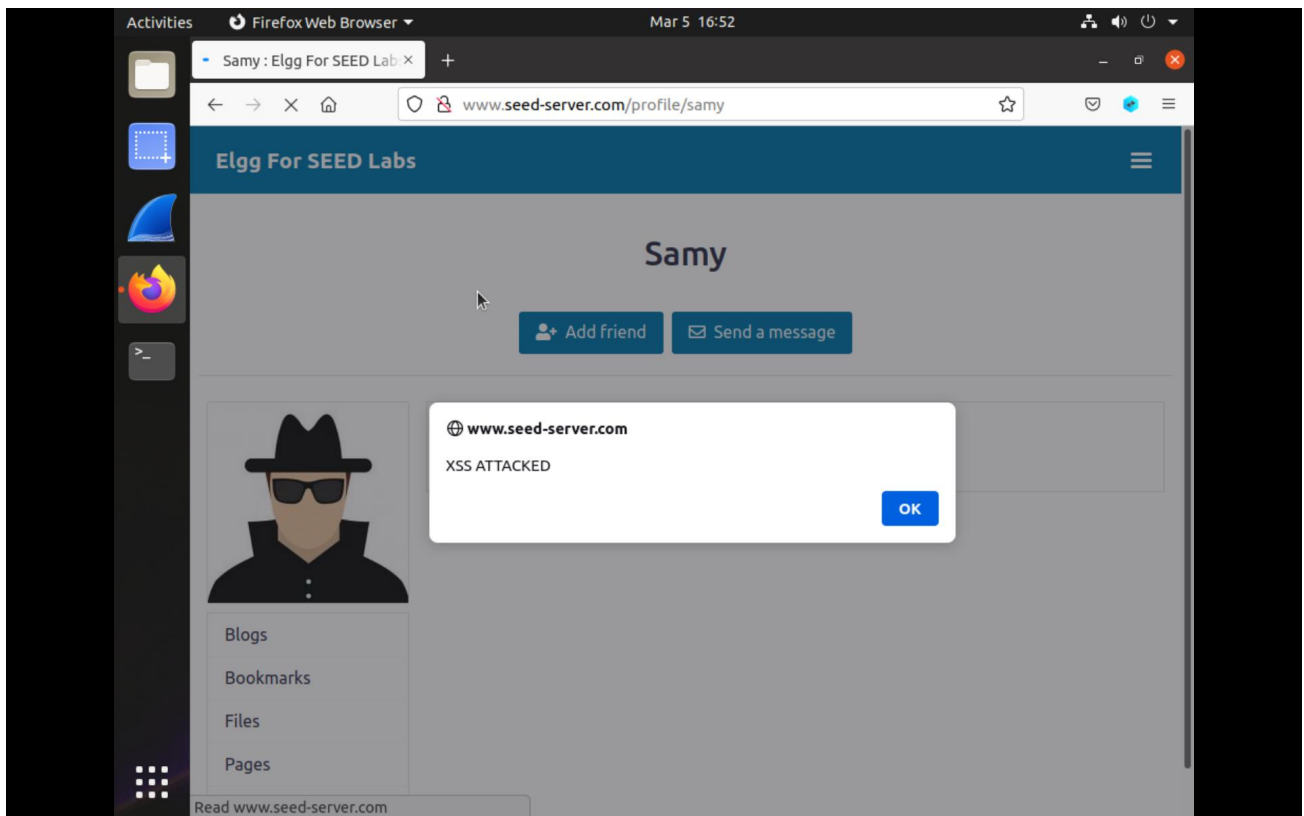 Activities Firefox Web Browser Mar 5 16:52
Samy : Elgg For SEED Lab
www.seed-server.com/profile/samy
Elgg For SEED Labs
Samy
Add friend Send a message
www.seed-server.com
XSS ATTACKED
OK
Blogs
Bookmarks
Files
Pages
Read www.seed-server.com